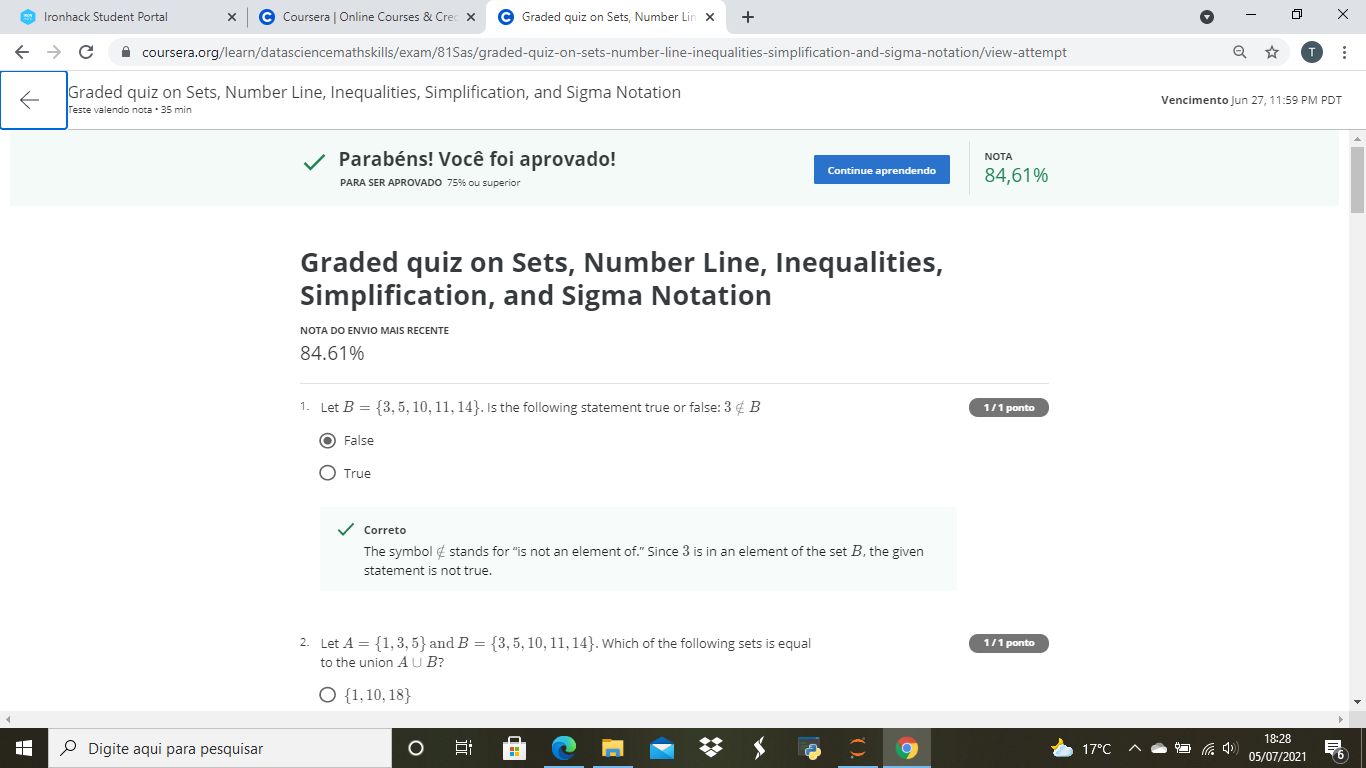 Ironhack Student Portal
Coursera | Online Courses & Cred
Graded quiz on Sets, Number Lin
coursera.org/learn/datasciencemathskills/exam/81Sas/graded-quiz-on-sets-number-line-inequalities-simplification-and-sigma-notation/view-attempt
T
Graded quiz on Sets, Number Line, Inequalities, Simplification, and Sigma Notation
Teste valendo nota • 35 min
Vencimento Jun 27, 11:59 PM PDT
Parabéns! Você foi aprovado!
PARA SER APROVADO 75% ou superior
Continue aprendendo
NOTA
84,61%
Graded quiz on Sets, Number Line, Inequalities,
Simplification, and Sigma Notation
NOTA DO ENVIO MAIS RECENTE
84.61%
1. Let B = {3, 5, 10, 11, 14}. Is the following statement true or false: 3 ∉ B
1 / 1 ponto
False
True
Correto
The symbol ∉ stands for “is not an element of.” Since 3 is in an element of the set B, the given
statement is not true.
2. Let A = {1, 3, 5} and B = {3, 5, 10, 11, 14}. Which of the following sets is equal
to the union A ∪ B?
1 / 1 ponto
{1, 10, 18}
Digite aqui para pesquisar
17°C
18:28
05/07/2021
6